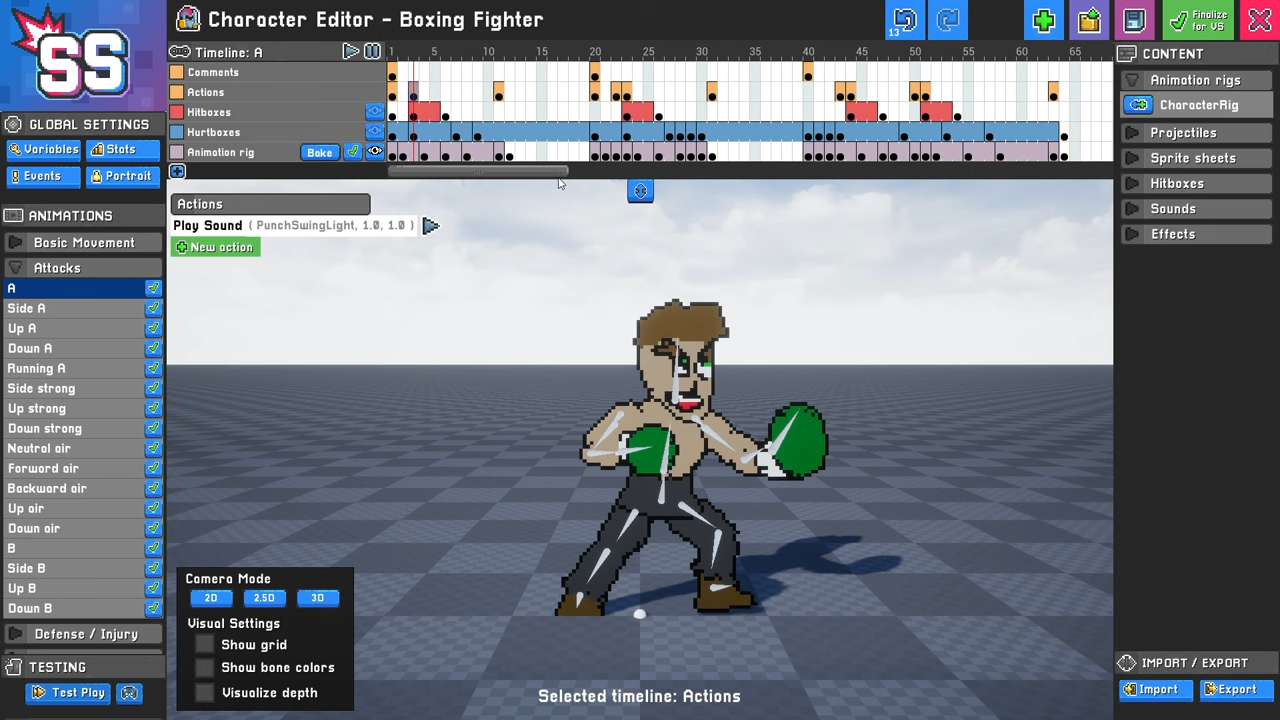 SS
Character Editor - Boxing Fighter
13
Finalize for VS
Timeline: A
1 5 10 15 20 25 30 35 40 45 50 55 60 65
Comments
Actions
Hitboxes
Hurtboxes
Animation rig
Bake
GLOBAL SETTINGS
Variables
Stats
Events
Portrait
ANIMATIONS
Basic Movement
Attacks
A
Side A
Up A
Down A
Running A
Side strong
Up strong
Down strong
Neutral air
Forward air
Backward air
Up air
Down air
B
Side B
Up B
Down B
Defense / Injury
TESTING
Test Play
Actions
Play Sound ( PunchSwingLight, 1.0, 1.0 )
New action
Camera Mode
2D 2.5D 3D
Visual Settings
Show grid
Show bone colors
Visualize depth
Selected timeline: Actions
CONTENT
Animation rigs
CharacterRig
Projectiles
Sprite sheets
Hitboxes
Sounds
Effects
IMPORT / EXPORT
Import
Export